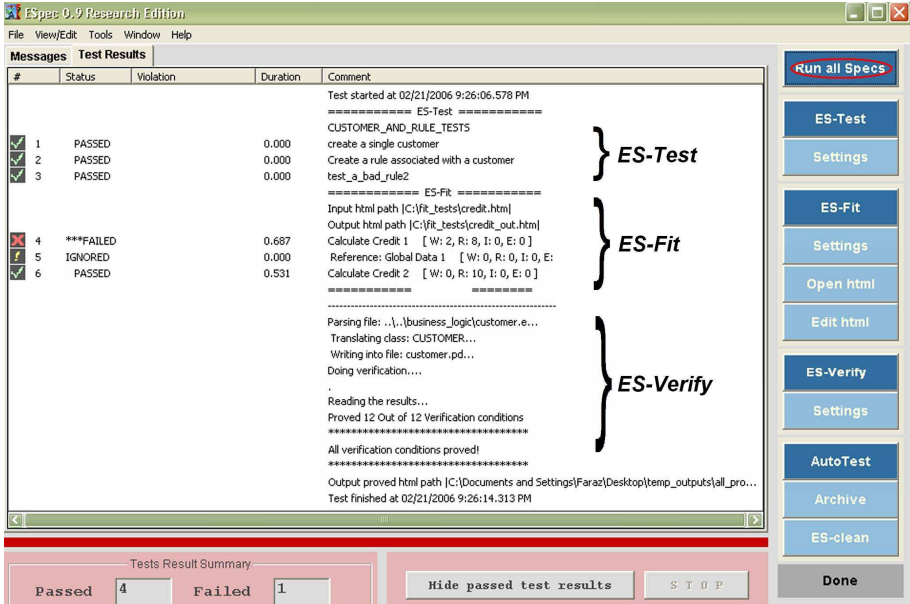 ESpec 0.9 Research Edition
File View/Edit Tools Window Help
Messages Test Results
# Status Violation Duration Comment
Test started at 02/21/2006 9:26:06.578 PM
=========== ES-Test ===========
CUSTOMER_AND_RULE_TESTS
1 PASSED 0.000 create a single customer
2 PASSED 0.000 Create a rule associated with a customer
3 PASSED 0.000 test_a_bad_rule2
============ ES-Fit ===========
Input html path |C:\fit_tests\credit.htm|
Output html path |C:\fit_tests\credit_out.htm|
4 ***FAILED 0.687 Calculate Credit 1 [ W: 2, R: 8, I: 0, E: 0 ]
5 IGNORED 0.000 Reference: Global Data 1 [ W: 0, R: 0, I: 0, E:
6 PASSED 0.531 Calculate Credit 2 [ W: 0, R: 10, I: 0, E: 0 ]
=========== ========
----------------------------------------------------------
Parsing file: ..\..\business_logic\customer.e...
Translating class: CUSTOMER...
Writing into file: customer.pd...
Doing verification....
.
Reading the results...
Proved 12 Out of 12 Verification conditions
************************************
All verification conditions proved!
************************************
Output proved html path |C:\Documents and Settings\Faraz\Desktop\temp_outputs\all_pro...
Test finished at 02/21/2006 9:26:14.313 PM
ES-Test
ES-Fit
ES-Verify
Run all Specs
ES-Test
Settings
ES-Fit
Settings
Open html
Edit html
ES-Verify
Settings
AutoTest
Archive
ES-clean
Done
Tests Result Summary
Passed 4 Failed 1
Hide passed test results
STOP